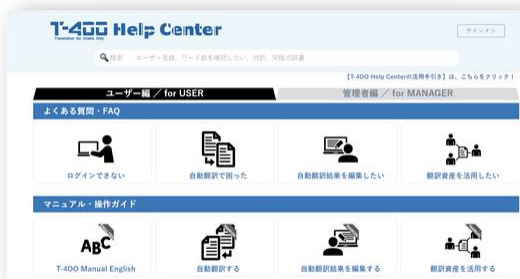 T-4OO Help Center
Translation for Onsha Only
サインイン
検索 ユーザー登録、ワード数を確認したい、対訳、究極の辞書
【T-4OO Help Centerの活用手引き】は、こちらをクリック!
ユーザー編 / for USER
管理者編 / for MANAGER
よくある質問・FAQ
ログインできない
自動翻訳で困った
自動翻訳結果を編集したい
翻訳資産を活用したい
マニュアル・操作ガイド
ABC
T-4OO Manual English
自動翻訳する
自動翻訳結果を編集する
翻訳資産を活用する